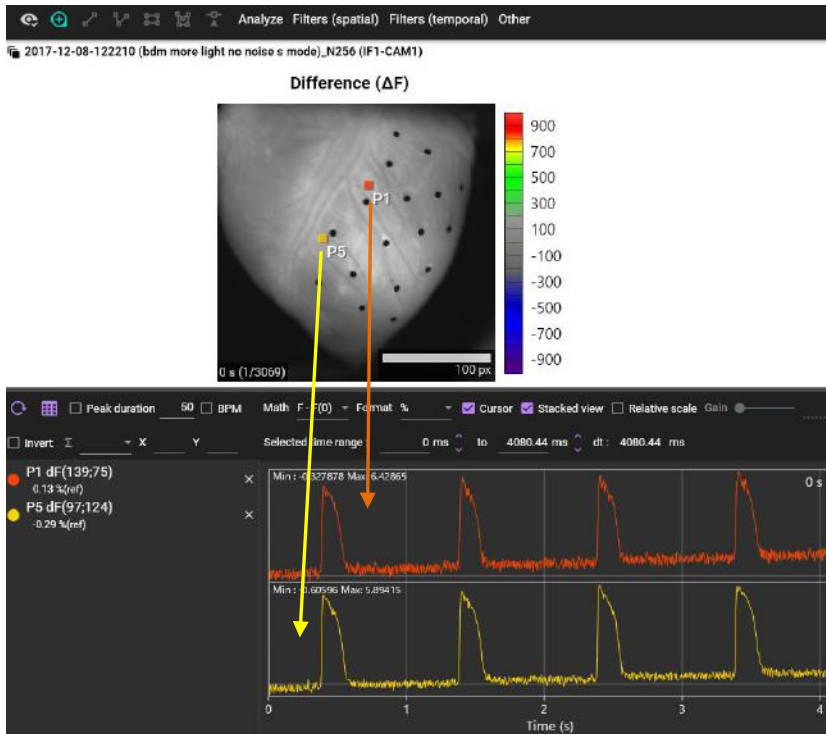 Analyze Filters (spatial) Filters (temporal) Other
2017-12-08-122210 (bdm more light no noise s mode)_N256 (IF1-CAM1)
Difference (ΔF)
900
700
500
300
100
-100
-300
-500
-700
-900
P1
P5
0 s (1/3069)
100 px
Peak duration 50 BPM Math F - F(0) Format % Cursor Stacked view Relative scale Gain
Invert Σ X Y Selected time range : 0 ms to 4080.44 ms dt : 4080.44 ms
P1 dF(139;75)
0.13 %(ref)
P5 dF(97;124)
-0.29 %(ref)
Min : -0.327878 Max: 6.42865
0 s
Min : -0.60596 Max: 5.89415
0 1 2 3 4
Time (s)